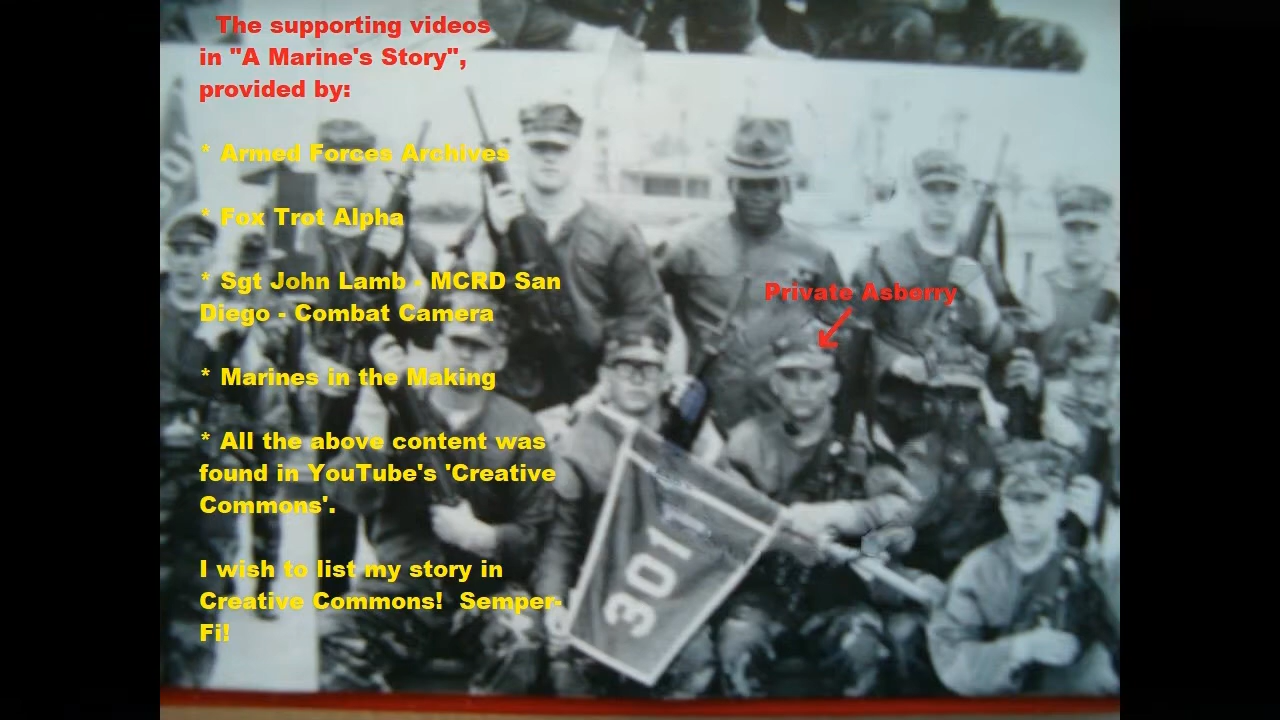 The supporting videos
in "A Marine's Story",
provided by:
* Armed Forces Archives
* Fox Trot Alpha
* Sgt John Lamb - MCRD San
Diego - Combat Camera
* Marines in the Making
* All the above content was
found in YouTube's 'Creative
Commons'.
I wish to list my story in
Creative Commons!  Semper-
Fi!
Private Asberry
3011